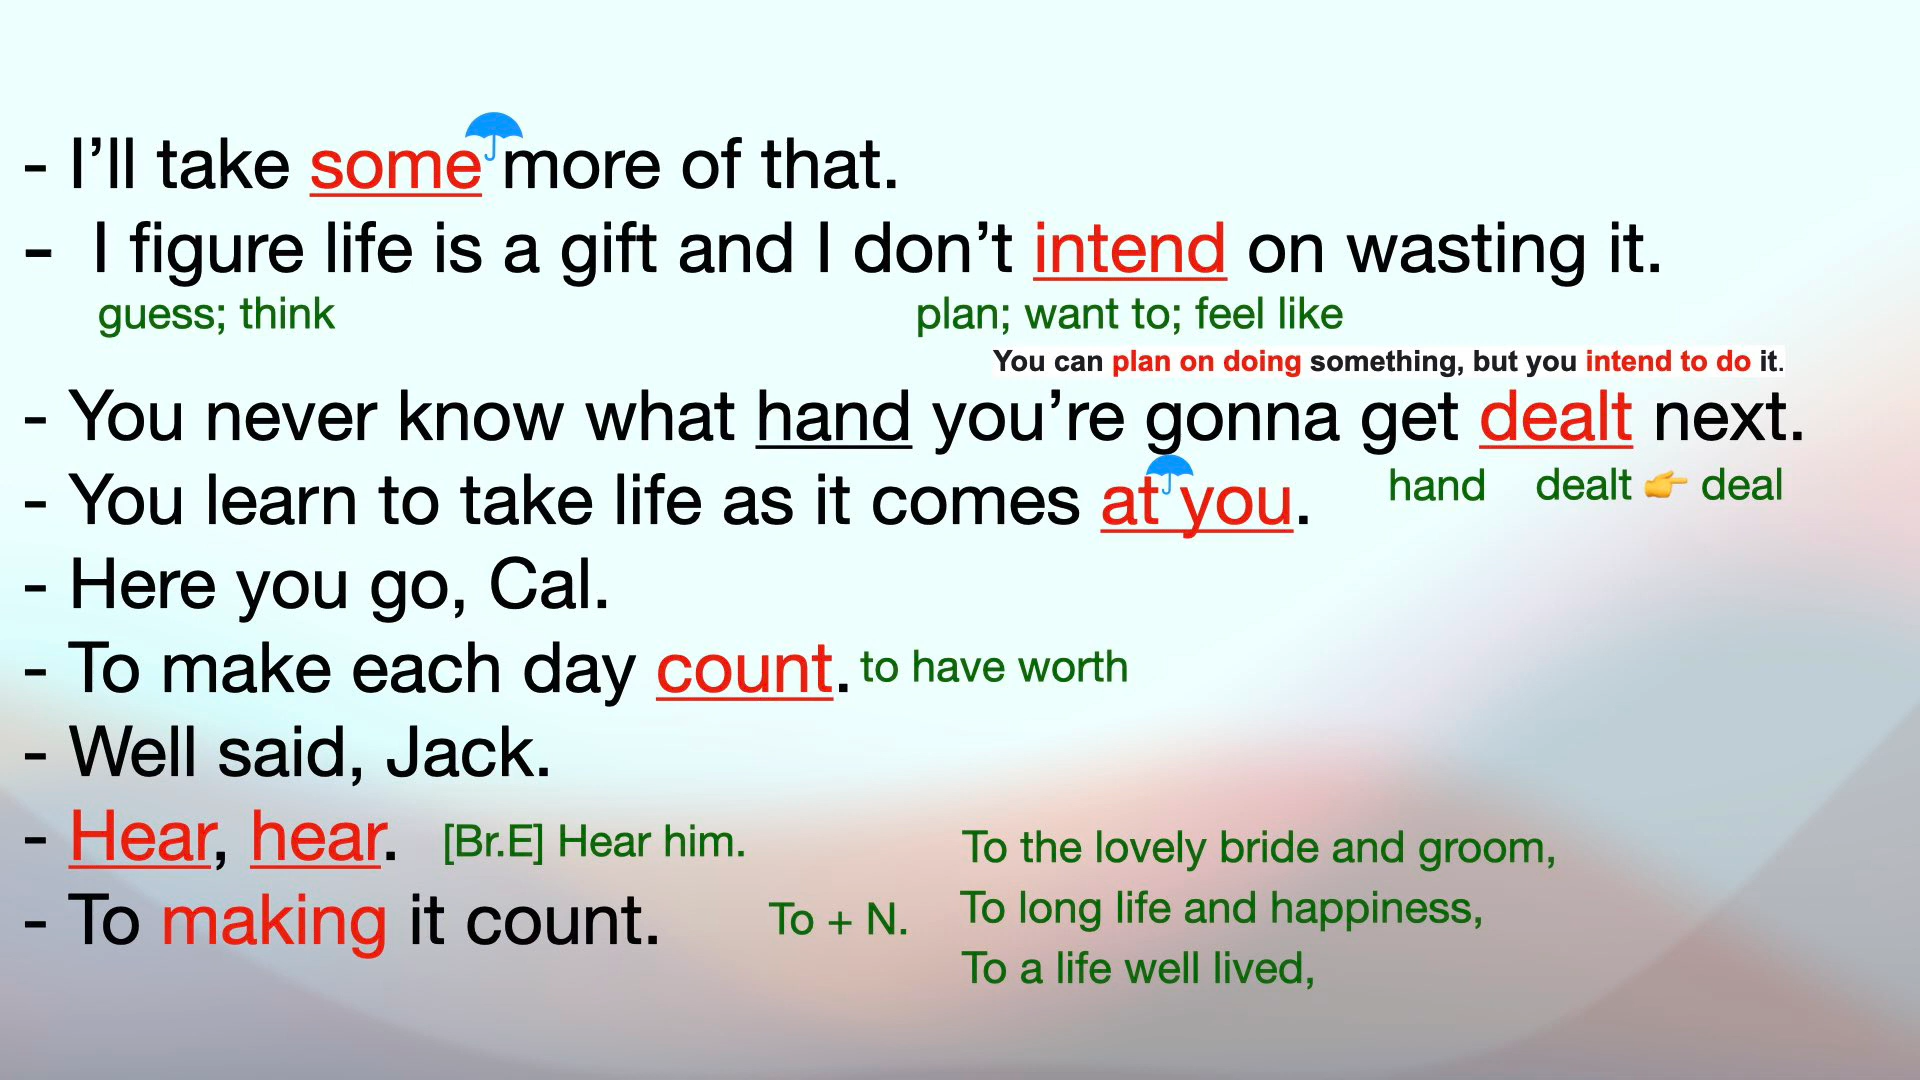 - I’ll take some more of that.
- I figure life is a gift and I don’t intend on wasting it.
guess; think plan; want to; feel like
You can plan on doing something, but you intend to do it.
- You never know what hand you’re gonna get dealt next.
- You learn to take life as it comes at you. hand dealt 👉 deal
- Here you go, Cal.
- To make each day count. to have worth
- Well said, Jack.
- Hear, hear. [Br.E] Hear him. To the lovely bride and groom,
- To making it count. To + N. To long life and happiness,
To a life well lived,